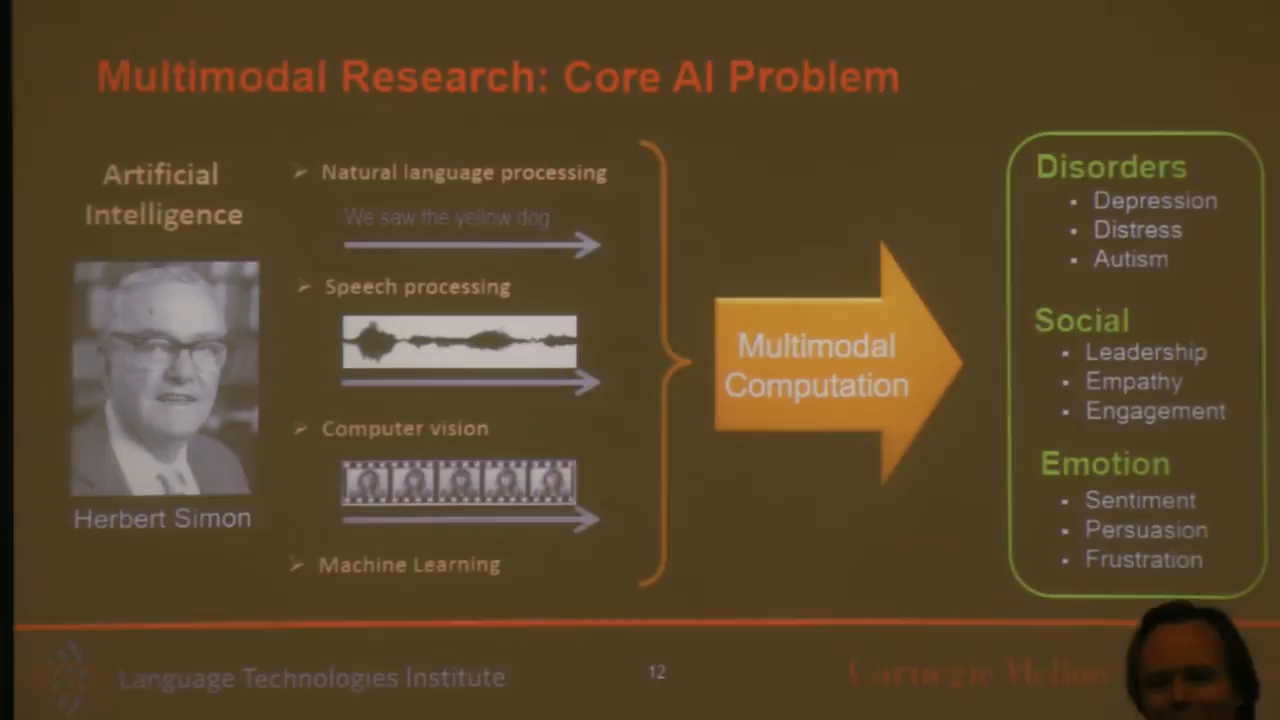 Multimodal Research: Core AI Problem
Artificial
Intelligence
Herbert Simon
Natural language processing
We saw the yellow dog
Speech processing
Computer vision
Machine Learning
Multimodal
Computation
Disorders
Depression
Distress
Autism
Social
Leadership
Empathy
Engagement
Emotion
Sentiment
Persuasion
Frustration
Language Technologies Institute
12
Carnegie Mellon